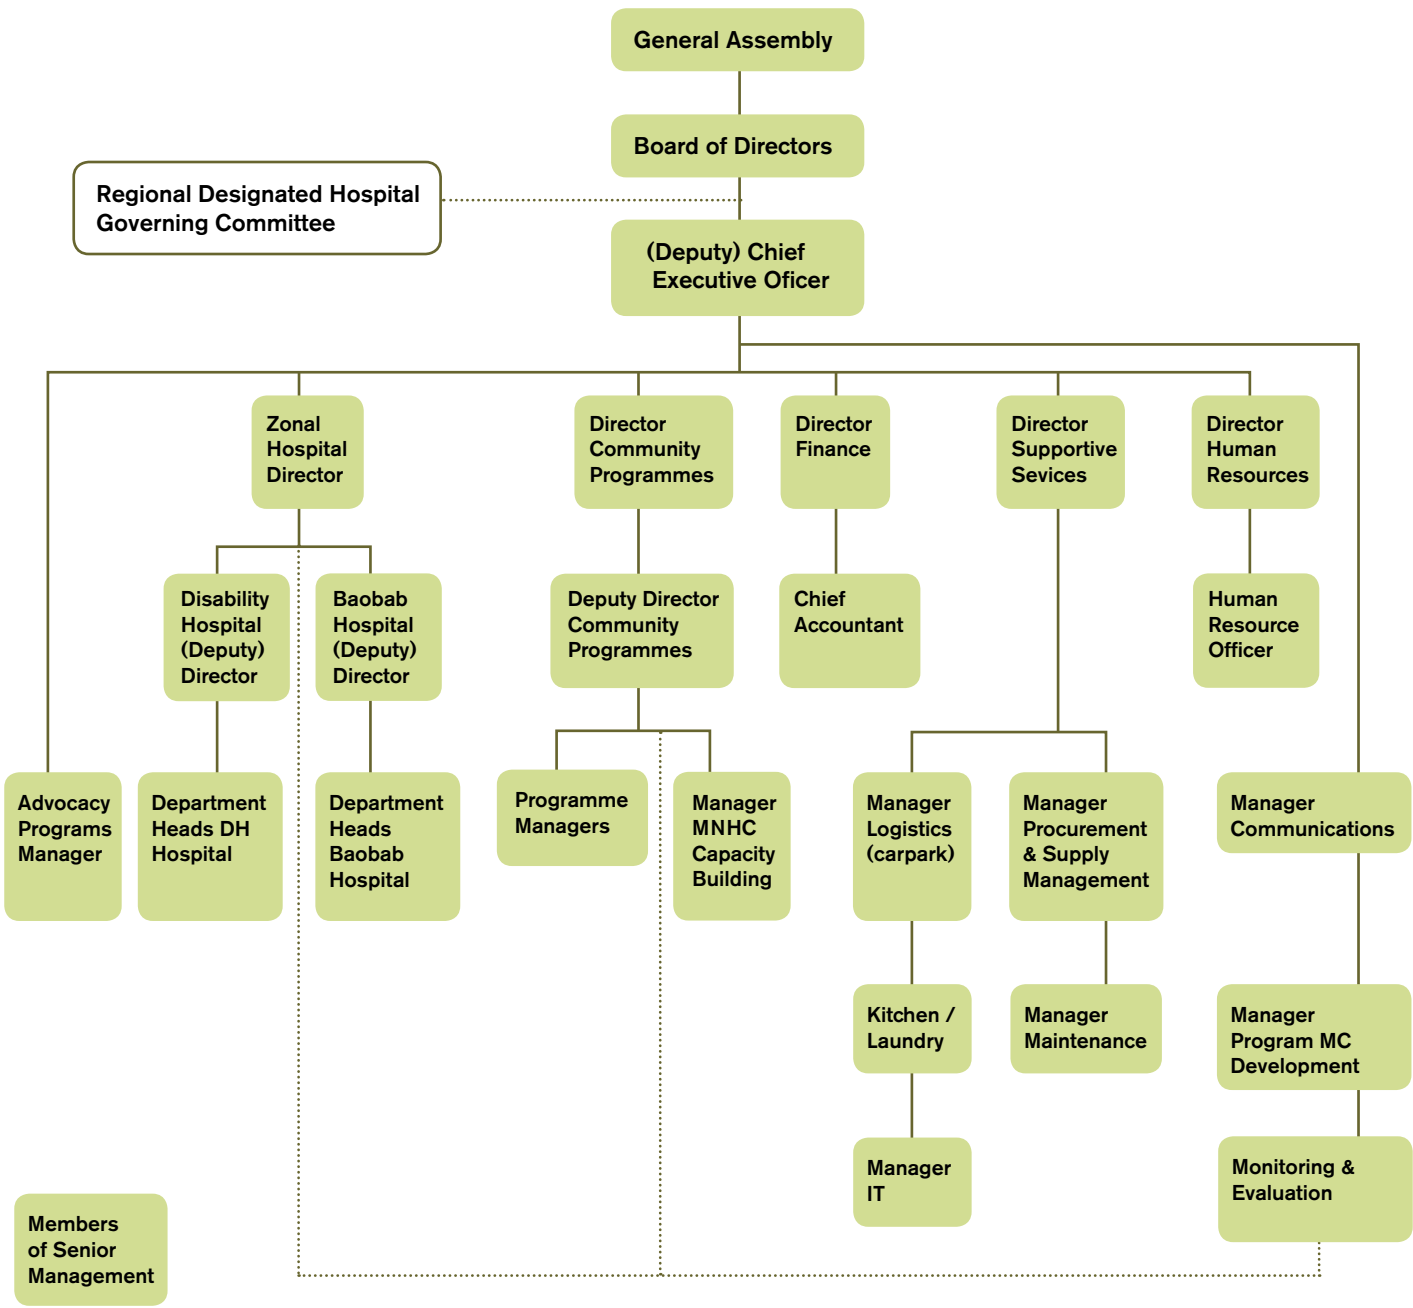 General Assembly
Board of Directors
Regional Designated Hospital
Governing Committee
(Deputy) Chief
Executive Oficer
Zonal
Hospital
Director
Director
Community
Programmes
Director
Finance
Director
Supportive
Sevices
Director
Human
Resources
Disability
Hospital
(Deputy)
Director
Baobab
Hospital
(Deputy)
Director
Deputy Director
Community
Programmes
Chief
Accountant
Human
Resource
Officer
Advocacy
Programs
Manager
Department
Heads DH
Hospital
Department
Heads
Baobab
Hospital
Programme
Managers
Manager
MNHC
Capacity
Building
Manager
Logistics
(carpark)
Manager
Procurement
& Supply
Management
Manager
Communications
Kitchen /
Laundry
Manager
Maintenance
Manager
Program MC
Development
Manager
IT
Monitoring &
Evaluation
Members
of Senior
Management